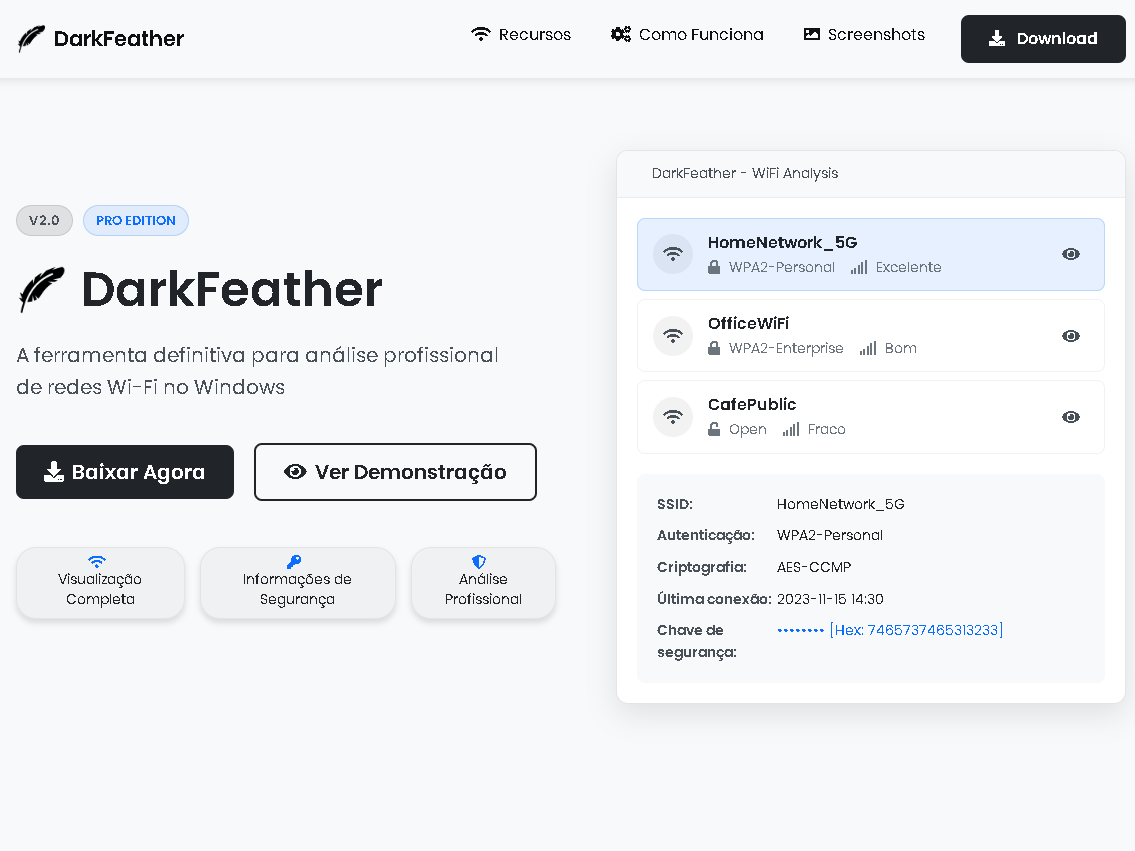 DarkFeather
Recursos
Como Funciona
Screenshots
Download
V2.0
PRO EDITION
DarkFeather
A ferramenta definitiva para análise profissional
de redes Wi-Fi no Windows
Baixar Agora
Ver Demonstração
Visualização
Completa
Informações de
Segurança
Análise
Profissional
DarkFeather - WiFi Analysis
HomeNetwork_5G
WPA2-Personal Excelente
OfficeWiFi
WPA2-Enterprise Bom
CafePublic
Open Fraco
SSID: HomeNetwork_5G
Autenticação: WPA2-Personal
Criptografia: AES-CCMP
Última conexão: 2023-11-15 14:30
Chave de •••••••• [Hex: 7465737465313233]
segurança: